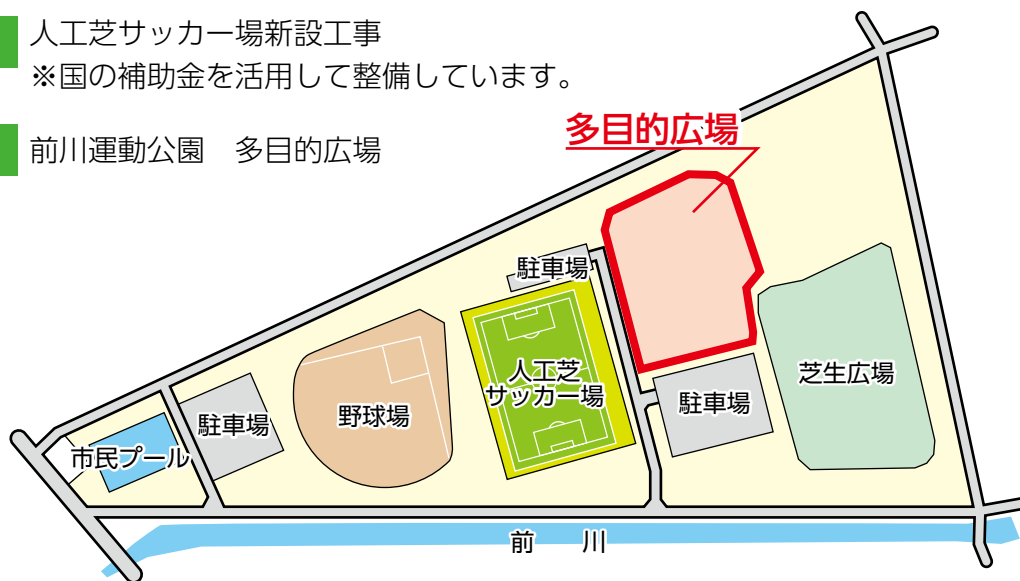 人工芝サッカー場新設工事
※国の補助金を活用して整備しています。
前川運動公園　多目的広場
多目的広場
駐車場
人工芝
サッカー場
芝生広場
駐車場
野球場
駐車場
市民プール
前　川